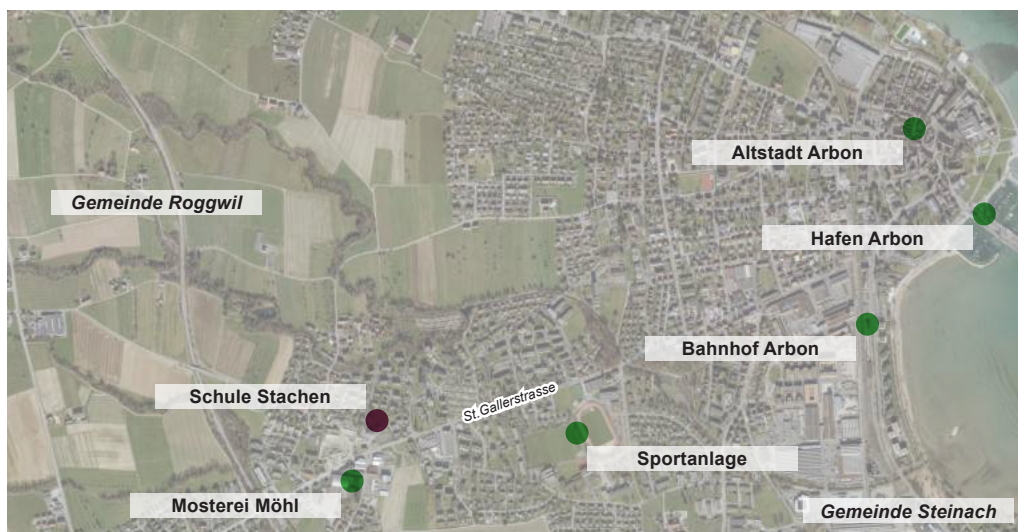 Altstadt Arbon
Gemeinde Roggwil
Hafen Arbon
Bahnhof Arbon
Schule Stachen
St.Gallerstrasse
Sportanlage
Mosterei Möhl
Gemeinde Steinach